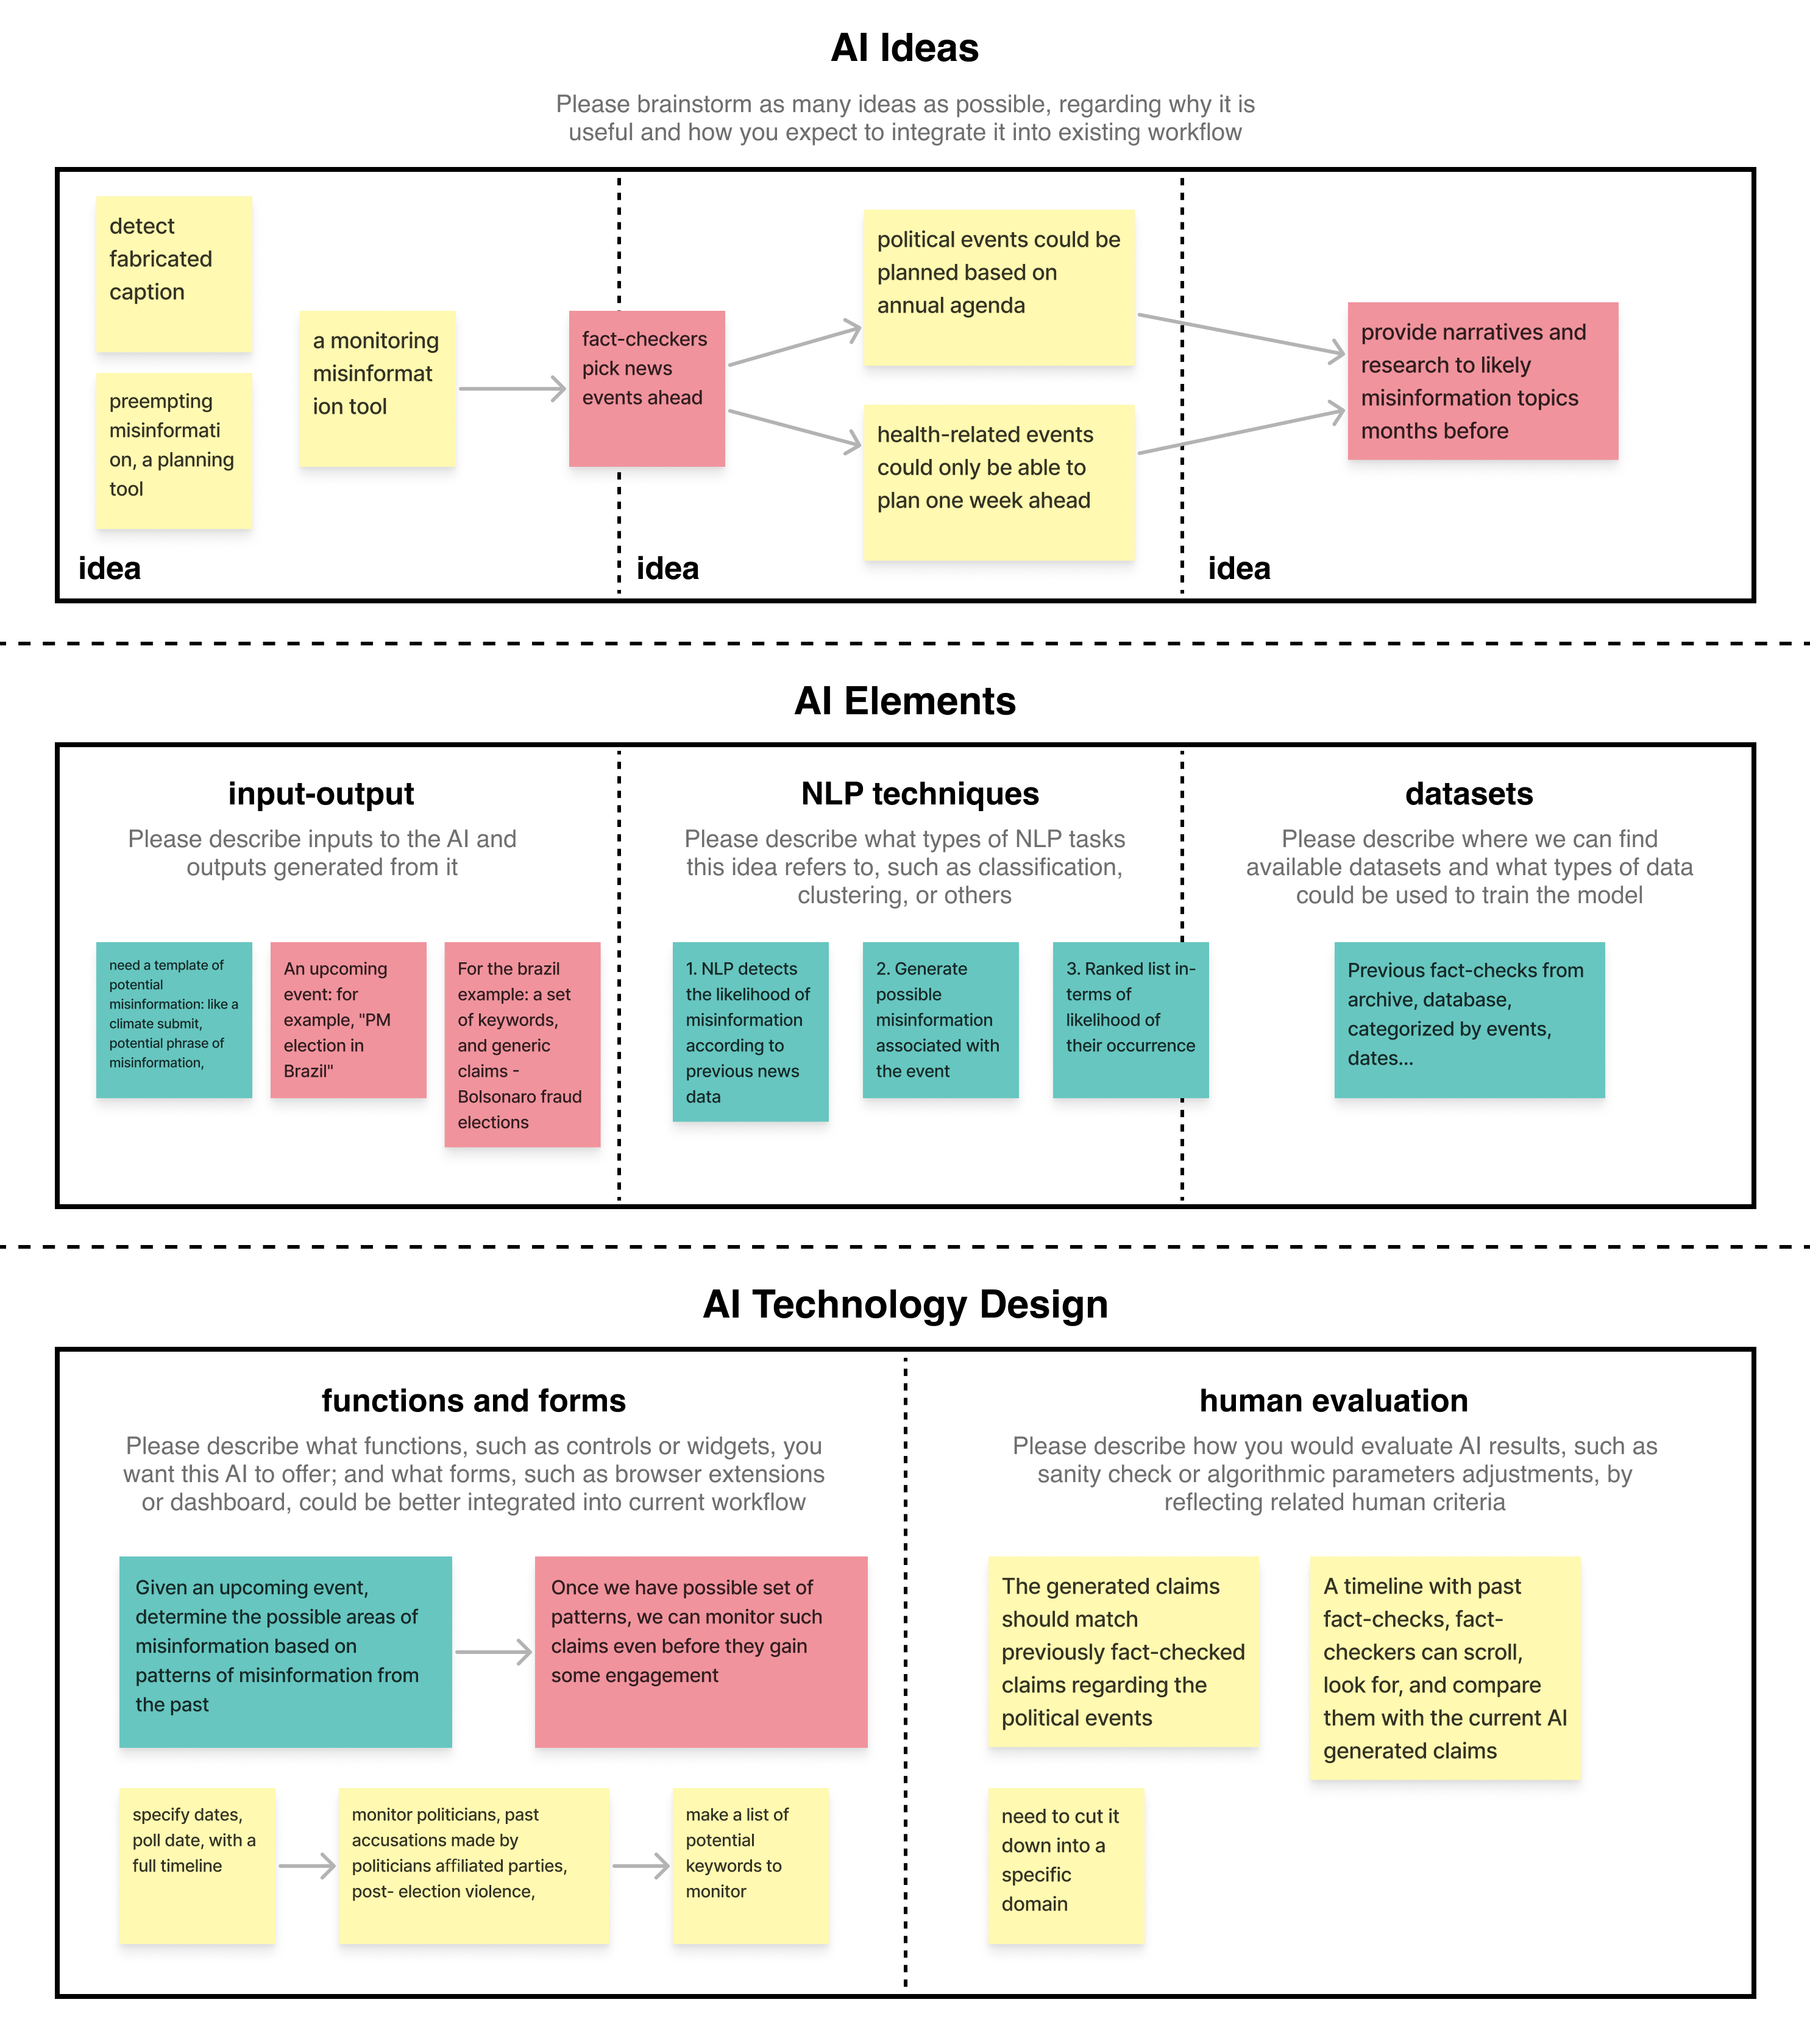 AI Ideas
Please brainstorm as many ideas as possible, regarding why it is
useful and how you expect to integrate it into existing workflow
detect
fabricated
caption
preempting
misinformati
on, a planning
tool
a monitoring
misinformat
ion tool
idea
fact-checkers
pick news
events ahead
political events could be
planned based on
annual agenda
health-related events
could only be able to
plan one week ahead
idea
provide narratives and
research to likely
misinformation topics
months before
idea
AI Elements
input-output
Please describe inputs to the AI and
outputs generated from it
need a template of
potential
misinformation: like a
climate submit,
potential phrase of
misinformation,
An upcoming
event: for
example, "PM
election in
Brazil"
For the brazil
example: a set
of keywords,
and generic
claims -
Bolsonaro fraud
elections
NLP techniques
Please describe what types of NLP tasks
this idea refers to, such as classification,
clustering, or others
1. NLP detects
the likelihood of
misinformation
according to
previous news
data
2. Generate
possible
misinformation
associated with
the event
3. Ranked list in-
terms of
likelihood of
their occurrence
datasets
Please describe where we can find
available datasets and what types of data
could be used to train the model
Previous fact-checks from
archive, database,
categorized by events,
dates...
AI Technology Design
functions and forms
Please describe what functions, such as controls or widgets, you
want this AI to offer; and what forms, such as browser extensions
or dashboard, could be better integrated into current workflow
Given an upcoming event,
determine the possible areas of
misinformation based on
patterns of misinformation from
the past
Once we have possible set of
patterns, we can monitor such
claims even before they gain
some engagement
specify dates,
poll date, with a
full timeline
monitor politicians, past
accusations made by
politicians affiliated parties,
post- election violence,
make a list of
potential
keywords to
monitor
human evaluation
Please describe how you would evaluate AI results, such as
sanity check or algorithmic parameters adjustments, by
reflecting related human criteria
The generated claims
should match
previously fact-checked
claims regarding the
political events
A timeline with past
fact-checks, fact-
checkers can scroll,
look for, and compare
them with the current AI
generated claims
need to cut it
down into a
specific
domain